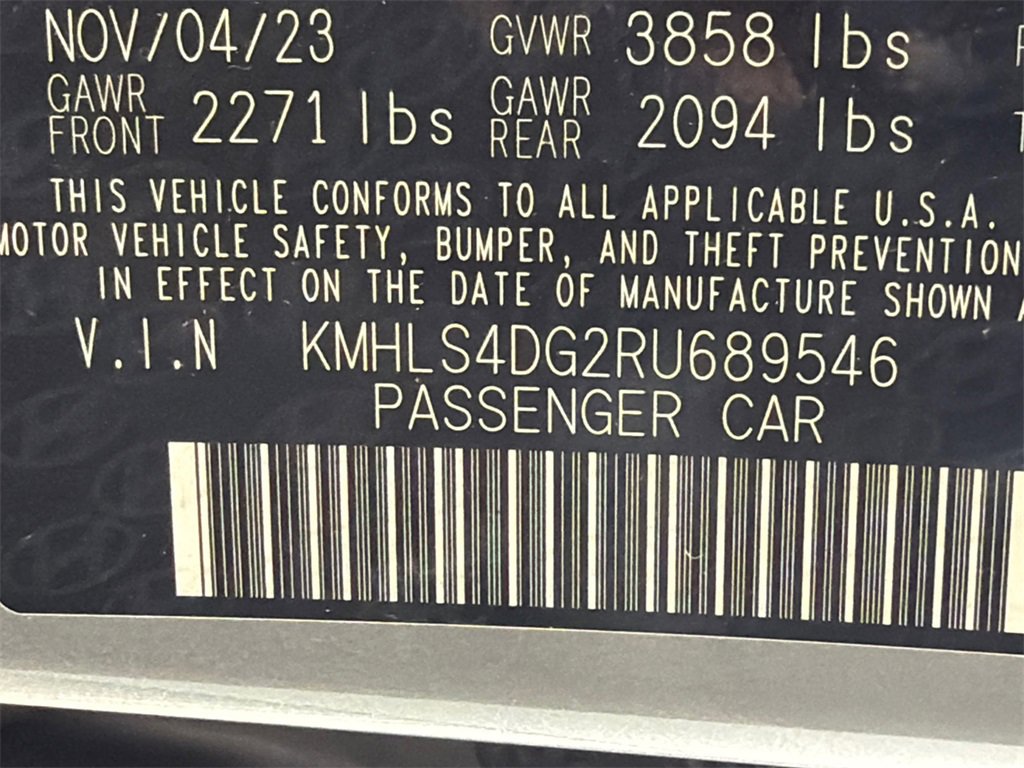 NOV/04/23 GVWR 3858 lbs
GAWR FRONT 2271 lbs GAWR REAR 2094 lbs
THIS VEHICLE CONFORMS TO ALL APPLICABLE U.S.A.
MOTOR VEHICLE SAFETY, BUMPER, AND THEFT PREVENTION
IN EFFECT ON THE DATE OF MANUFACTURE SHOWN
V.I.N KMHLS4DG2RU689546
PASSENGER CAR